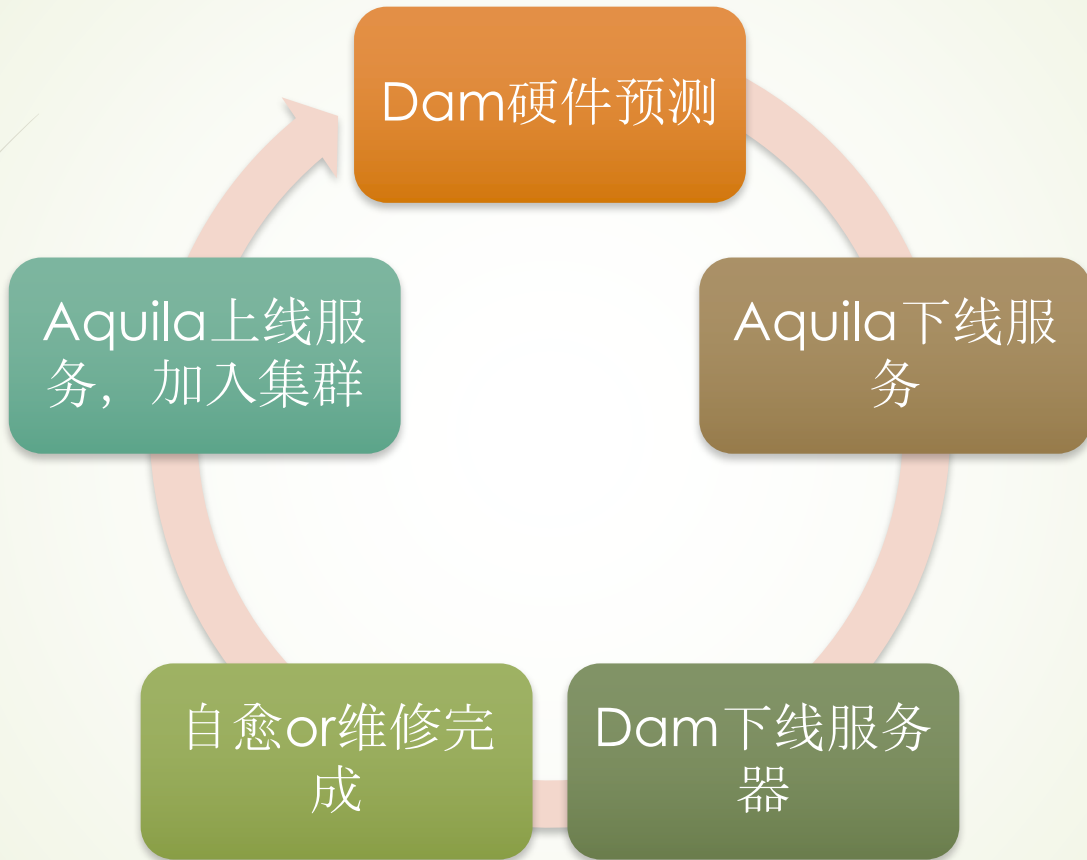 Dam硬件预测
Aquila下线服
务
Dam下线服务
器
自愈or维修完
成
Aquila上线服
务，加入集群